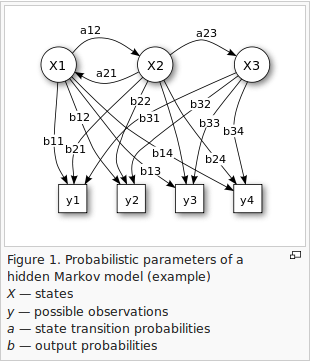 a12
a23
X1
X2
X3
a21
b22
b32
b12
b31
b33
b34
b11
b21
b14
b24
b13
y1
y2
y3
y4
Figure 1. Probabilistic parameters of a
hidden Markov model (example)
X — states
y — possible observations
a — state transition probabilities
b — output probabilities